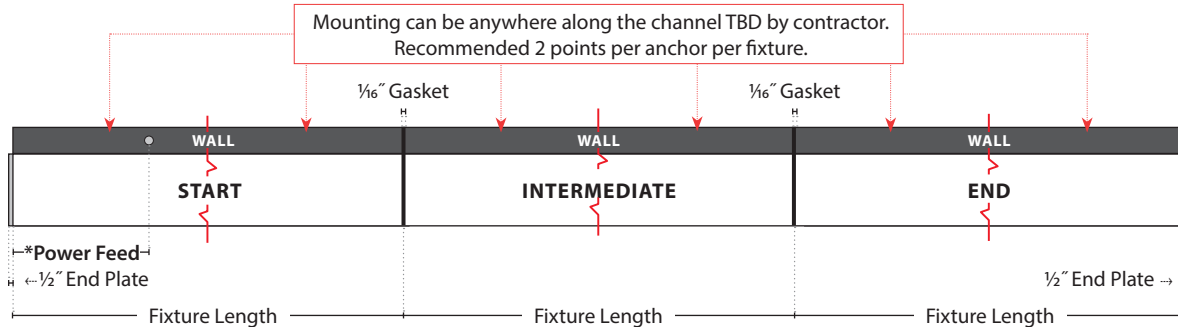 Mounting can be anywhere along the channel TBD by contractor.
Recommended 2 points per anchor per fixture.
1⁄16˝ Gasket
1⁄16˝ Gasket
WALL
WALL
WALL
START
INTERMEDIATE
END
*Power Feed
½˝ End Plate
½˝ End Plate
Fixture Length
Fixture Length
Fixture Length